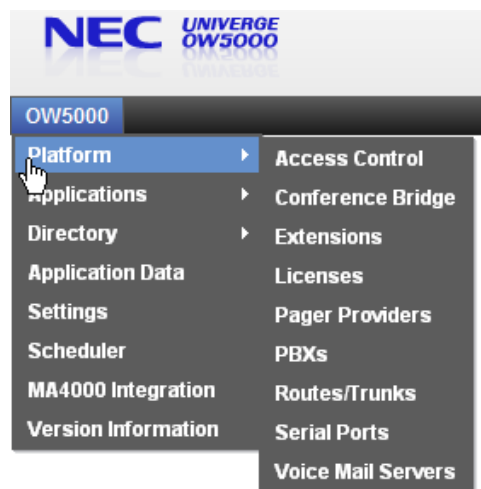 NEC UNIVERGE
OW5000
OW5000
Platform
Applications
Directory
Application Data
Settings
Scheduler
MA4000 Integration
Version Information
Access Control
Conference Bridge
Extensions
Licenses
Pager Providers
PBXs
Routes/Trunks
Serial Ports
Voice Mail Servers